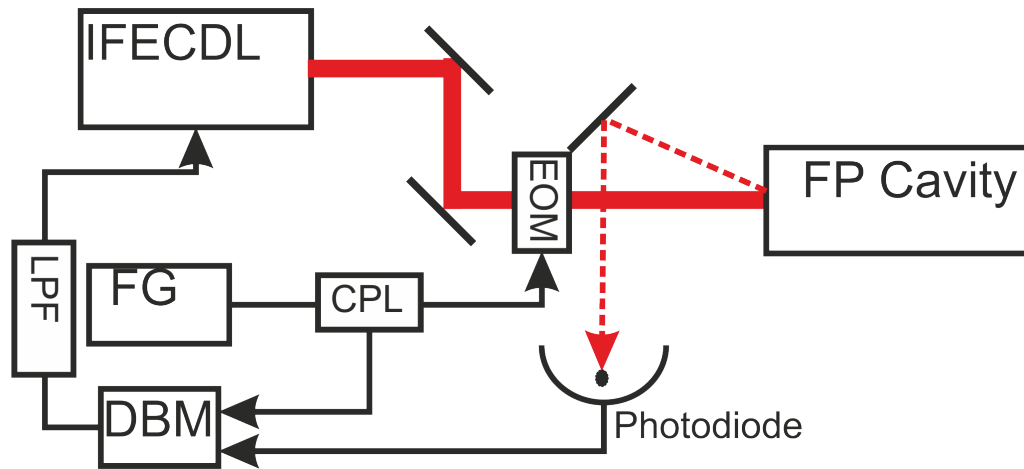 IFECDL
EOM
FP Cavity
LPF
FG
CPL
DBM
Photodiode